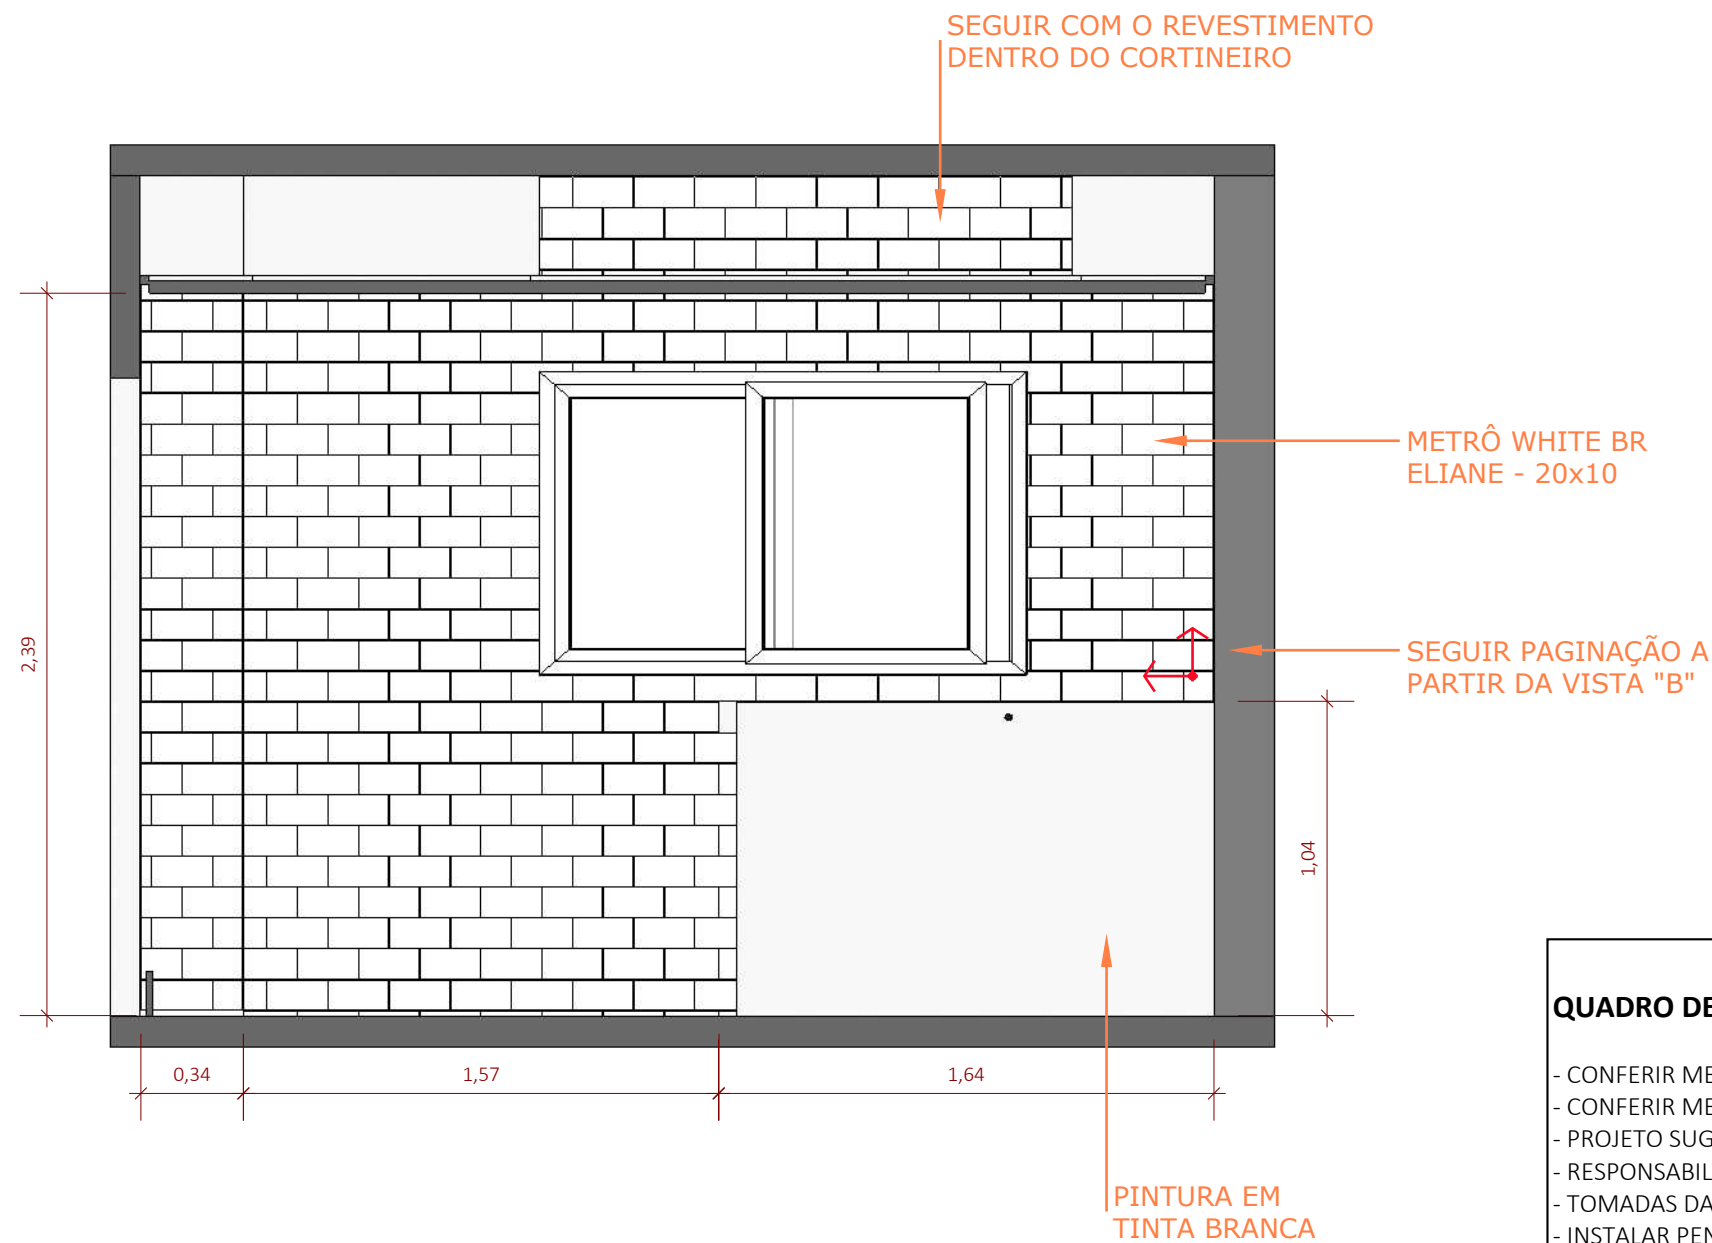 SEGUIR COM O REVESTIMENTO
DENTRO DO CORTINEIRO
METRÔ WHITE BR
ELIANE - 20x10
2,39
SEGUIR PAGINAÇÃO A
PARTIR DA VISTA "B"
1,04
0,34
1,57
1,64
PINTURA EM
TINTA BRANCA
QUADRO DE
- CONFERIR ME
- CONFERIR ME
- PROJETO SUG
- RESPONSABIL
- TOMADAS DA
- INSTALAR PEN